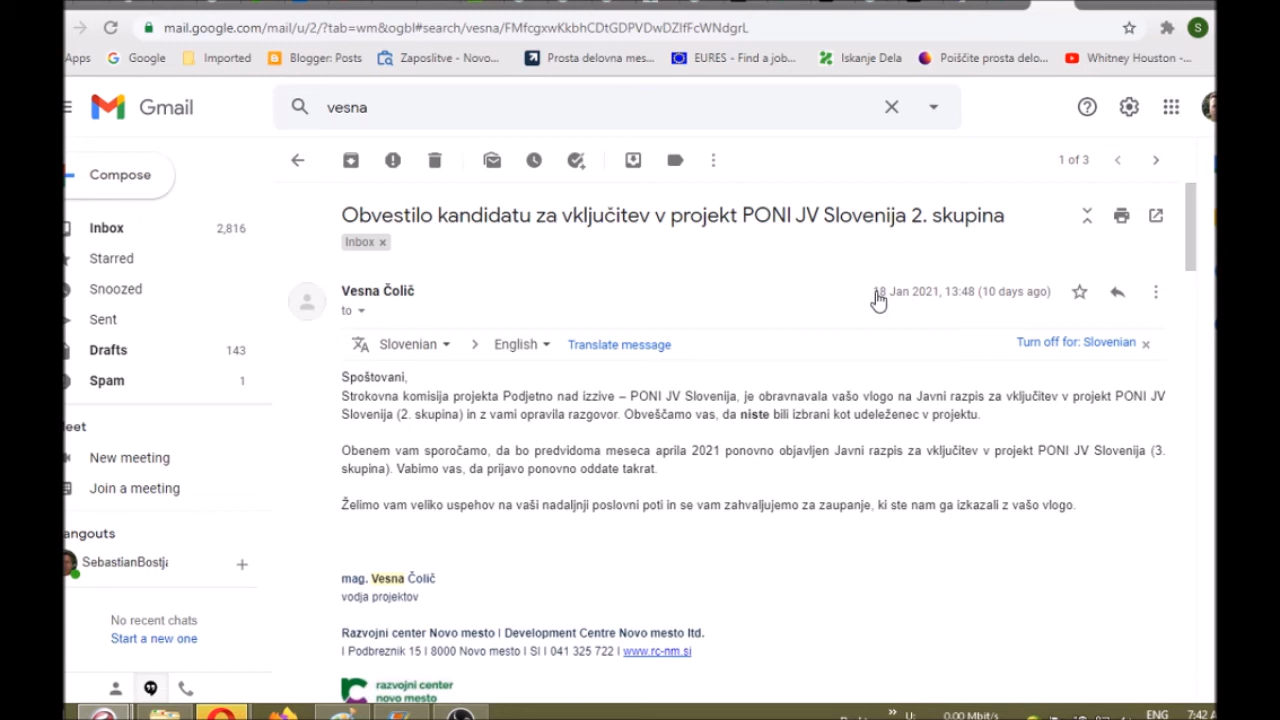 mail.google.com/mail/u/2/?tab=wm&ogbl#search/vesna/FMfcgxwKkbhCDtGDPVDwDZlfFcWNdgrL
S
Apps Google Imported Blogger: Posts Zaposlitve - Novo... Prosta delovna mes... EURES - Find a job... Iskanje Dela Poiščite prosta delo... Whitney Houston -...
Gmail
vesna
Compose
1 of 3
Inbox 2,816
Starred
Snoozed
Sent
Drafts 143
Spam 1
eet
New meeting
Join a meeting
angouts
SebastianBostja
No recent chats
Start a new one
Obvestilo kandidatu za vključitev v projekt PONI JV Slovenija 2. skupina
Inbox x
Vesna Čolič
18 Jan 2021, 13:48 (10 days ago)
to
Slovenian > English Translate message
Turn off for: Slovenian x
Spoštovani,
Strokovna komisija projekta Podjetno nad izzive – PONI JV Slovenija, je obravnavala vašo vlogo na Javni razpis za vključitev v projekt PONI JV
Slovenija (2. skupina) in z vami opravila razgovor. Obveščamo vas, da niste bili izbrani kot udeleženec v projektu.
Obenem vam sporočamo, da bo predvidoma meseca aprila 2021 ponovno objavljen Javni razpis za vključitev v projekt PONI JV Slovenija (3.
skupina). Vabimo vas, da prijavo ponovno oddate takrat.
Želimo vam veliko uspehov na vaši nadaljnji poslovni poti in se vam zahvaljujemo za zaupanje, ki ste nam ga izkazali z vašo vlogo.
mag. Vesna Čolič
vodja projektov
Razvojni center Novo mesto I Development Centre Novo mesto ltd.
I Podbreznik 15 I 8000 Novo mesto I SI I 041 325 722 I www.rc-nm.si
razvojni center
novo mesto
» U: 0.00 Mbit/s ENG 7:42